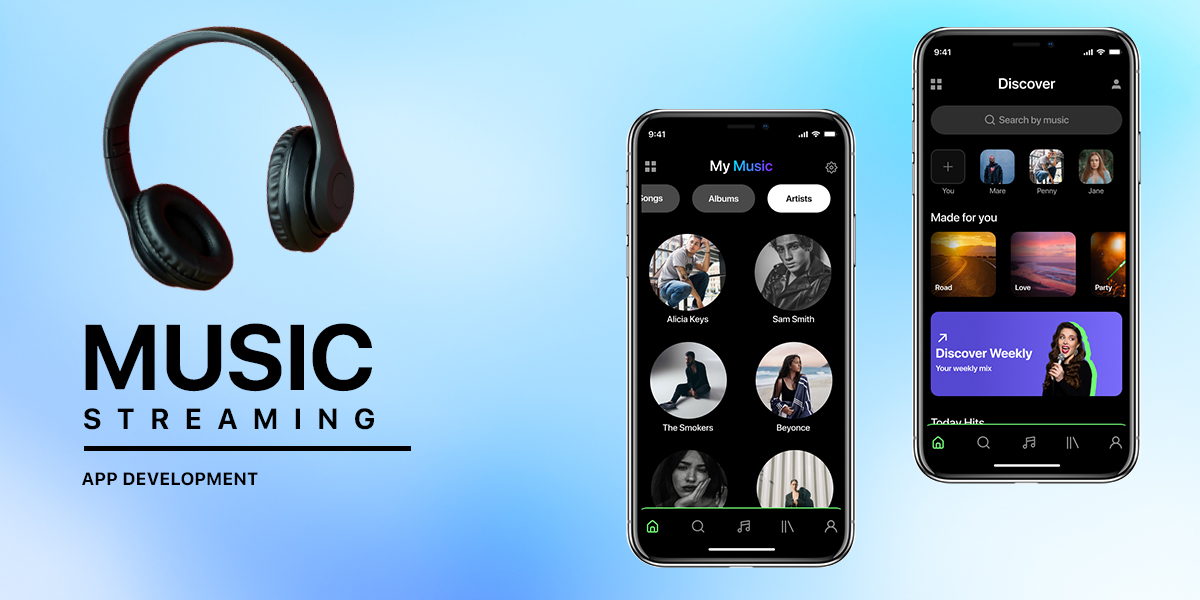 MUSIC
STREAMING
APP DEVELOPMENT
9:41
My Music
Songs Albums Artists
Alicia Keys Sam Smith
The Smokers Beyonce
9:41
Discover
Search by music
You Mare Penny Jane
Made for you
Road Love Party
Discover Weekly
Your weekly mix
Today Hits